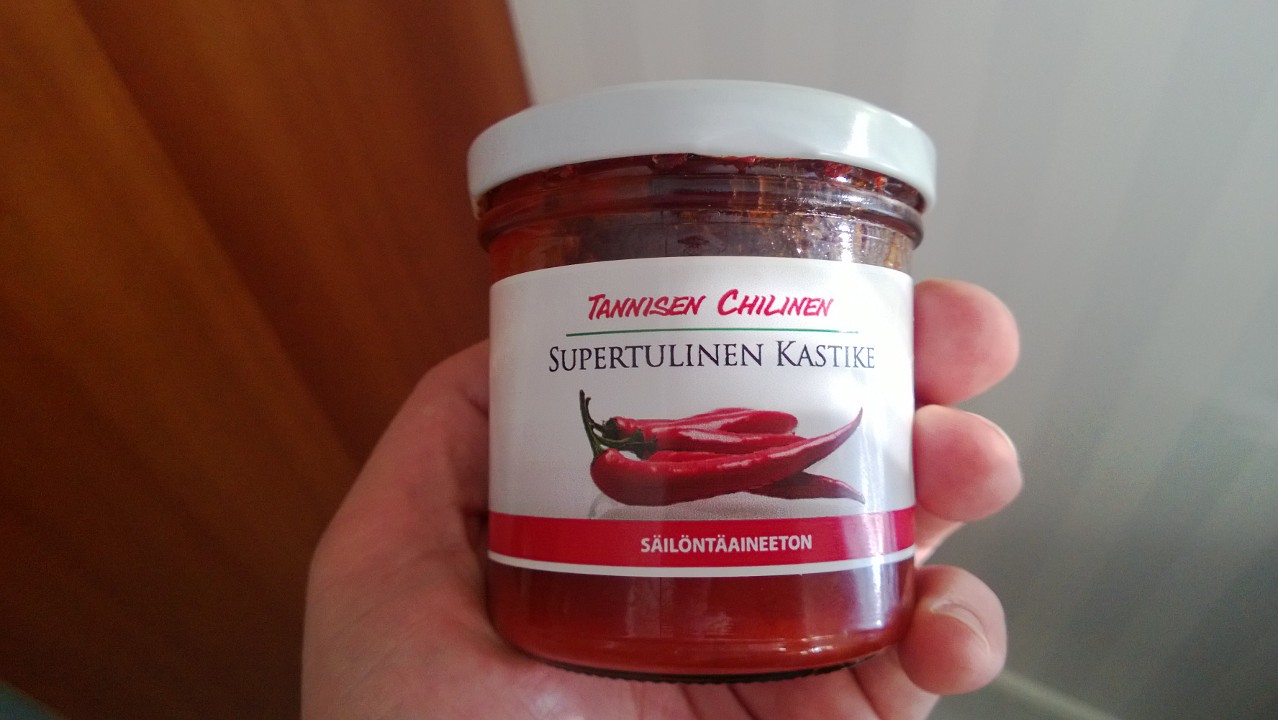 Tannisen Chilinen
Supertulinen Kastike
SÄILÖNTÄAINEETON